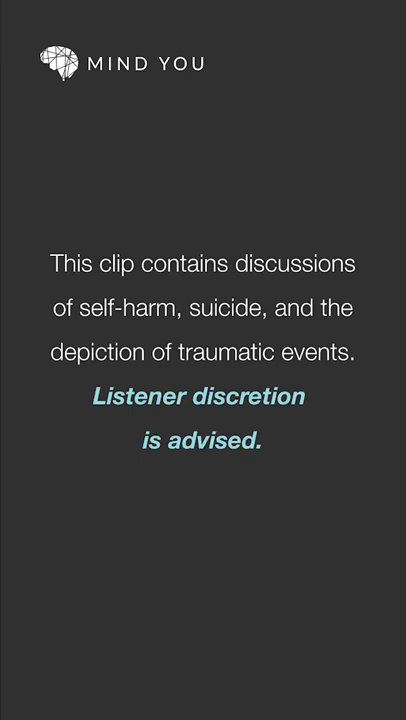 MIND YOU
This clip contains discussions
of self-harm, suicide, and the
depiction of traumatic events.
Listener discretion
is advised.